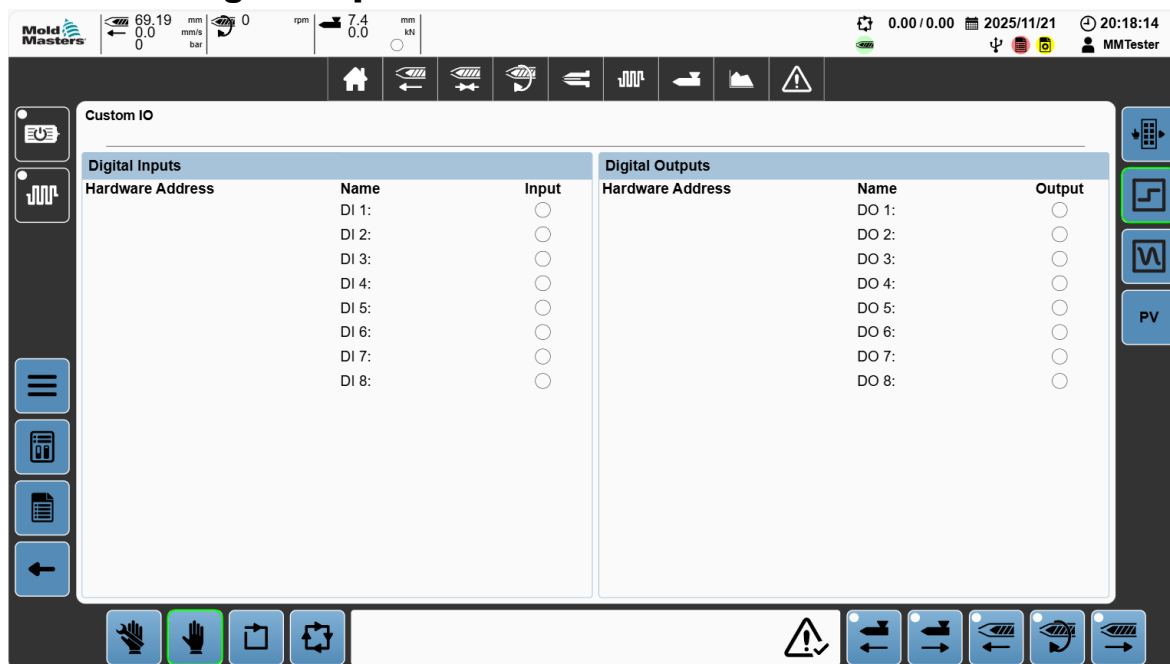 Mold
Masters
69.19 mm
0.0 mm/s
0 bar
0 rpm
7.4 mm
0.0 kN
0.00 / 0.00 2025/11/21 20:18:14
MMTester
Custom IO
Digital Inputs
Hardware Address Name Input
DI 1:
DI 2:
DI 3:
DI 4:
DI 5:
DI 6:
DI 7:
DI 8:
Digital Outputs
Hardware Address Name Output
DO 1:
DO 2:
DO 3:
DO 4:
DO 5:
DO 6:
DO 7:
DO 8:
PV